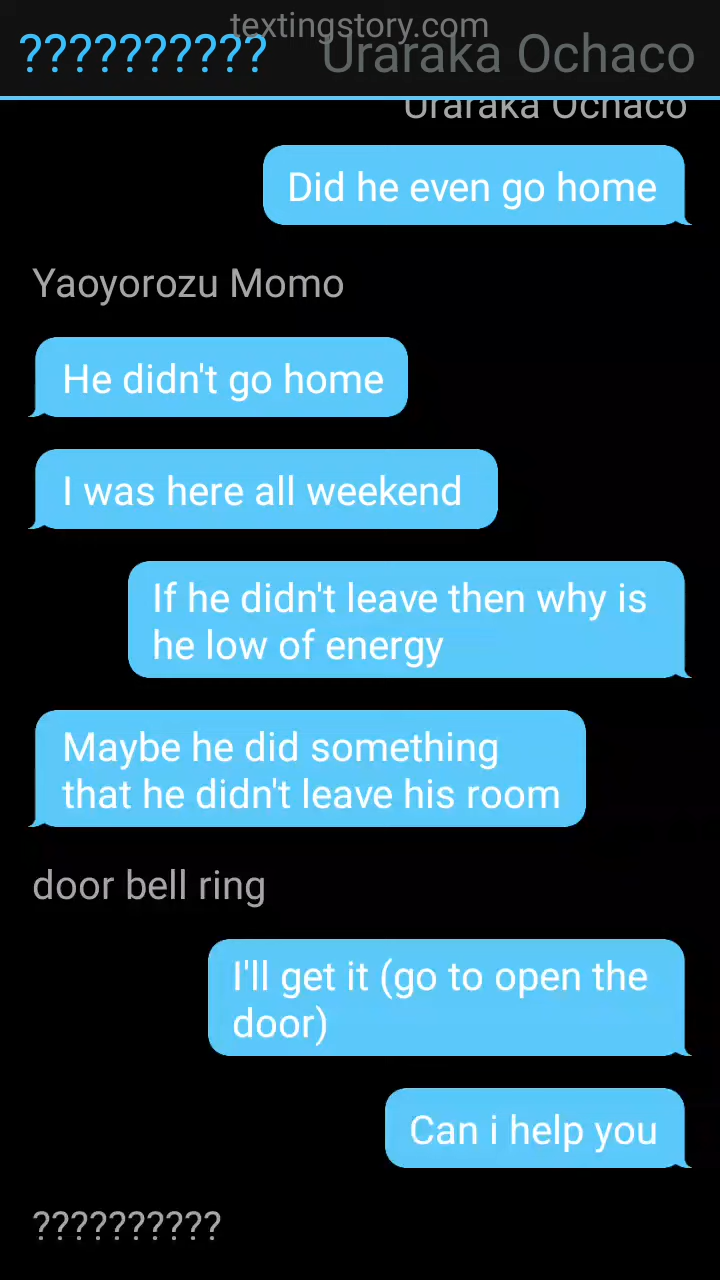 textingstory.com
?????????? Uraraka Ochaco
Uraraka Ochaco
Did he even go home
Yaoyorozu Momo
He didn't go home
I was here all weekend
If he didn't leave then why is
he low of energy
Maybe he did something
that he didn't leave his room
door bell ring
I'll get it (go to open the
door)
Can i help you
??????????